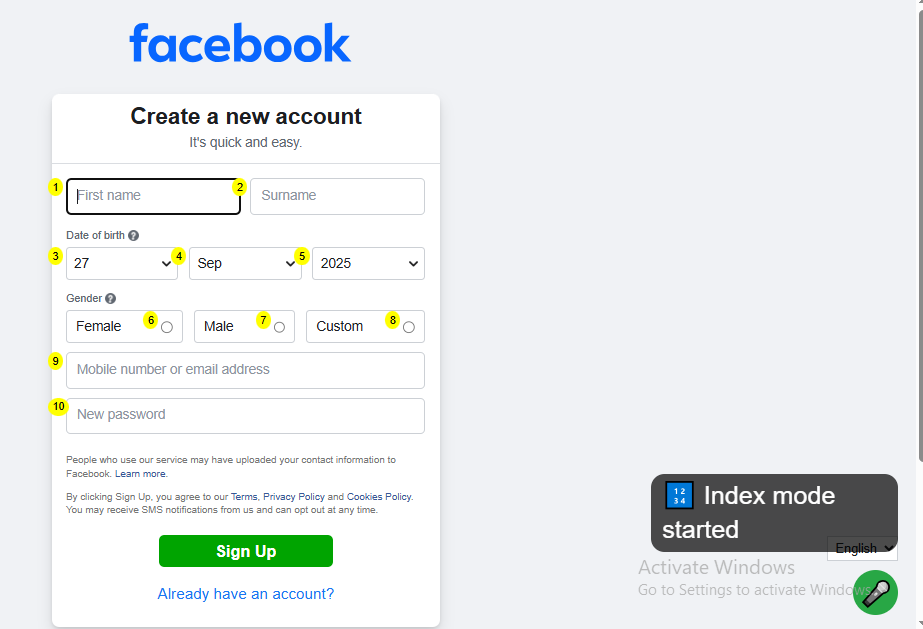 facebook
Create a new account
It's quick and easy.
1 First name 2 Surname
Date of birth ?
3 27 4 Sep 5 2025
Gender ?
Female 6 Male 7 Custom 8
9 Mobile number or email address
10 New password
People who use our service may have uploaded your contact information to
Facebook. Learn more.
By clicking Sign Up, you agree to our Terms, Privacy Policy and Cookies Policy.
You may receive SMS notifications from us and can opt out at any time.
Sign Up
Already have an account?
1 2
3 4
Index mode
started
English
Activate Windows
Go to Settings to activate Windows.